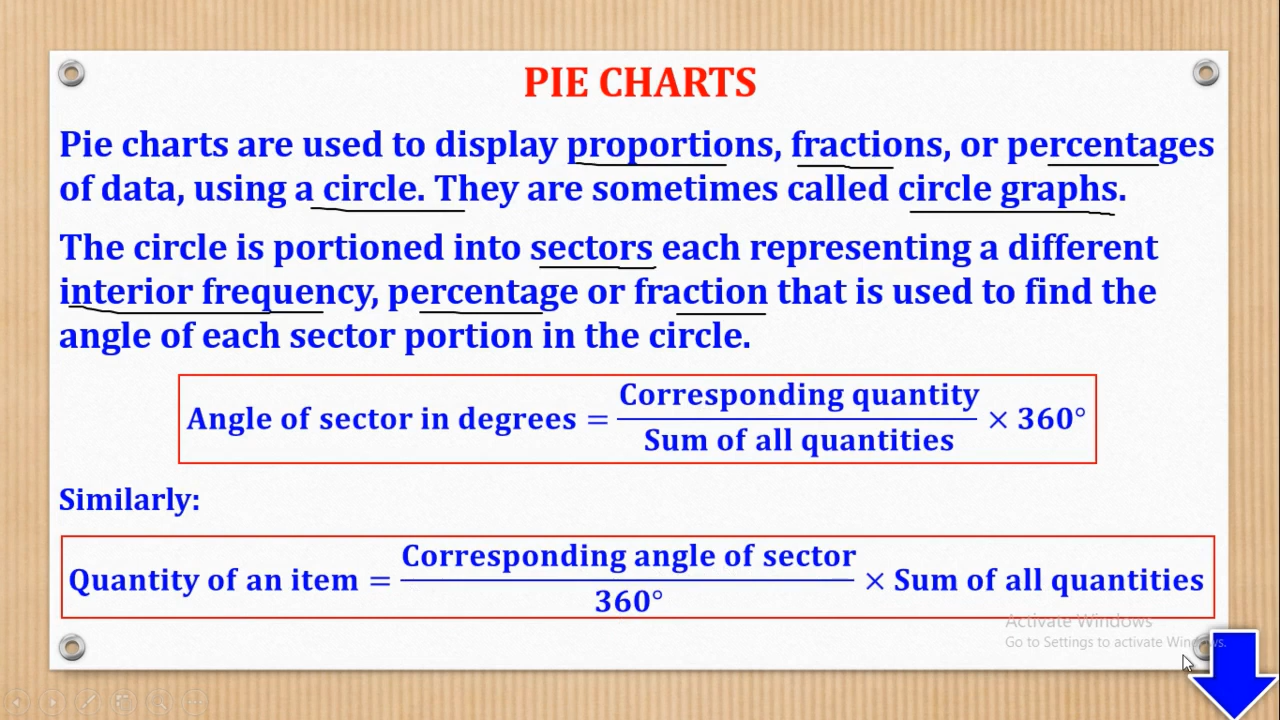 PIE CHARTS
Pie charts are used to display proportions, fractions, or percentages
of data, using a circle. They are sometimes called circle graphs.
The circle is portioned into sectors each representing a different
interior frequency, percentage or fraction that is used to find the
angle of each sector portion in the circle.
Angle of sector in degrees = Corresponding quantity / Sum of all quantities × 360°
Similarly:
Quantity of an item = Corresponding angle of sector / 360° × Sum of all quantities
Activate Windows
Go to Settings to activate Windows.